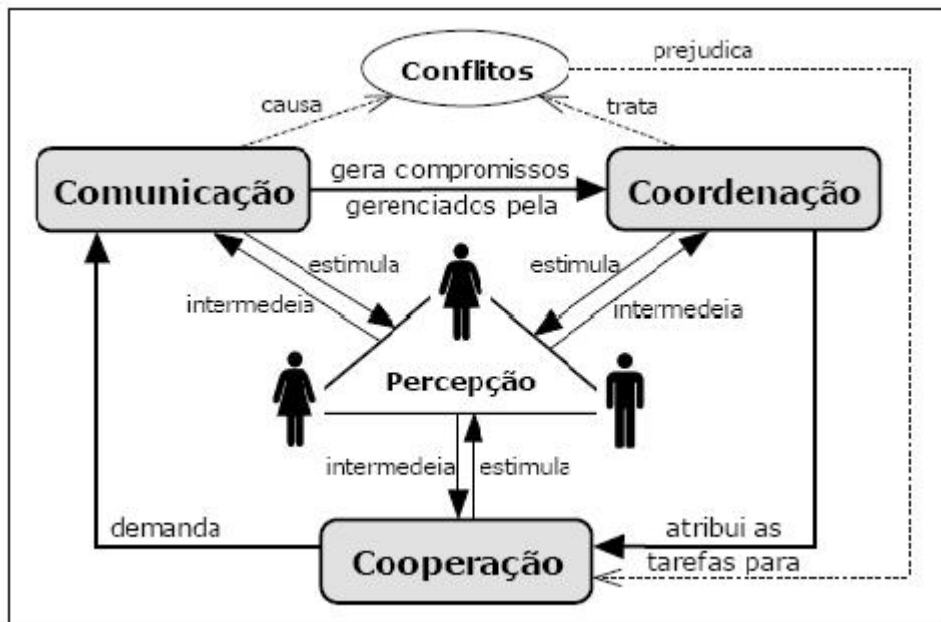 prejudica
Conflitos
causa
trata
Comunicação
gera compromissos
gerenciados pela
Coordenação
estimula
intermedeia
estimula
intermedeia
Percepção
intermedeia
estimula
demanda
Cooperação
atribui as
tarefas para